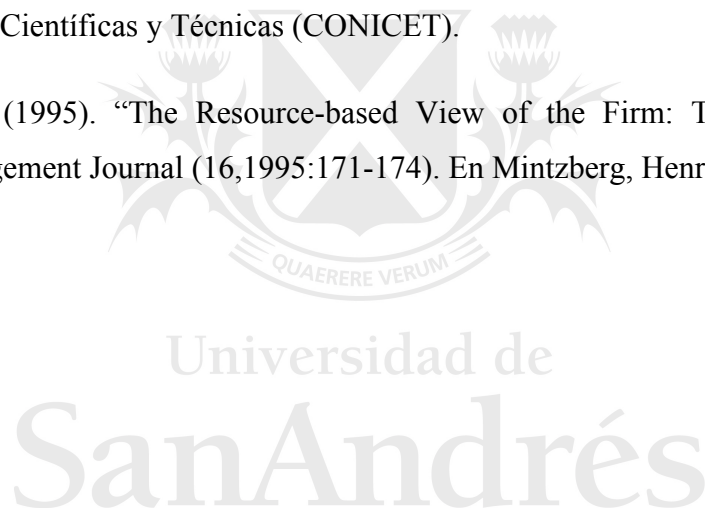 Científicas y Técnicas (CONICET).
(1995). “The Resource-based View of the Firm: T
gement Journal (16,1995:171-174). En Mintzberg, Henr
QUAERERE VERUM
Universidad de
SanAndrés